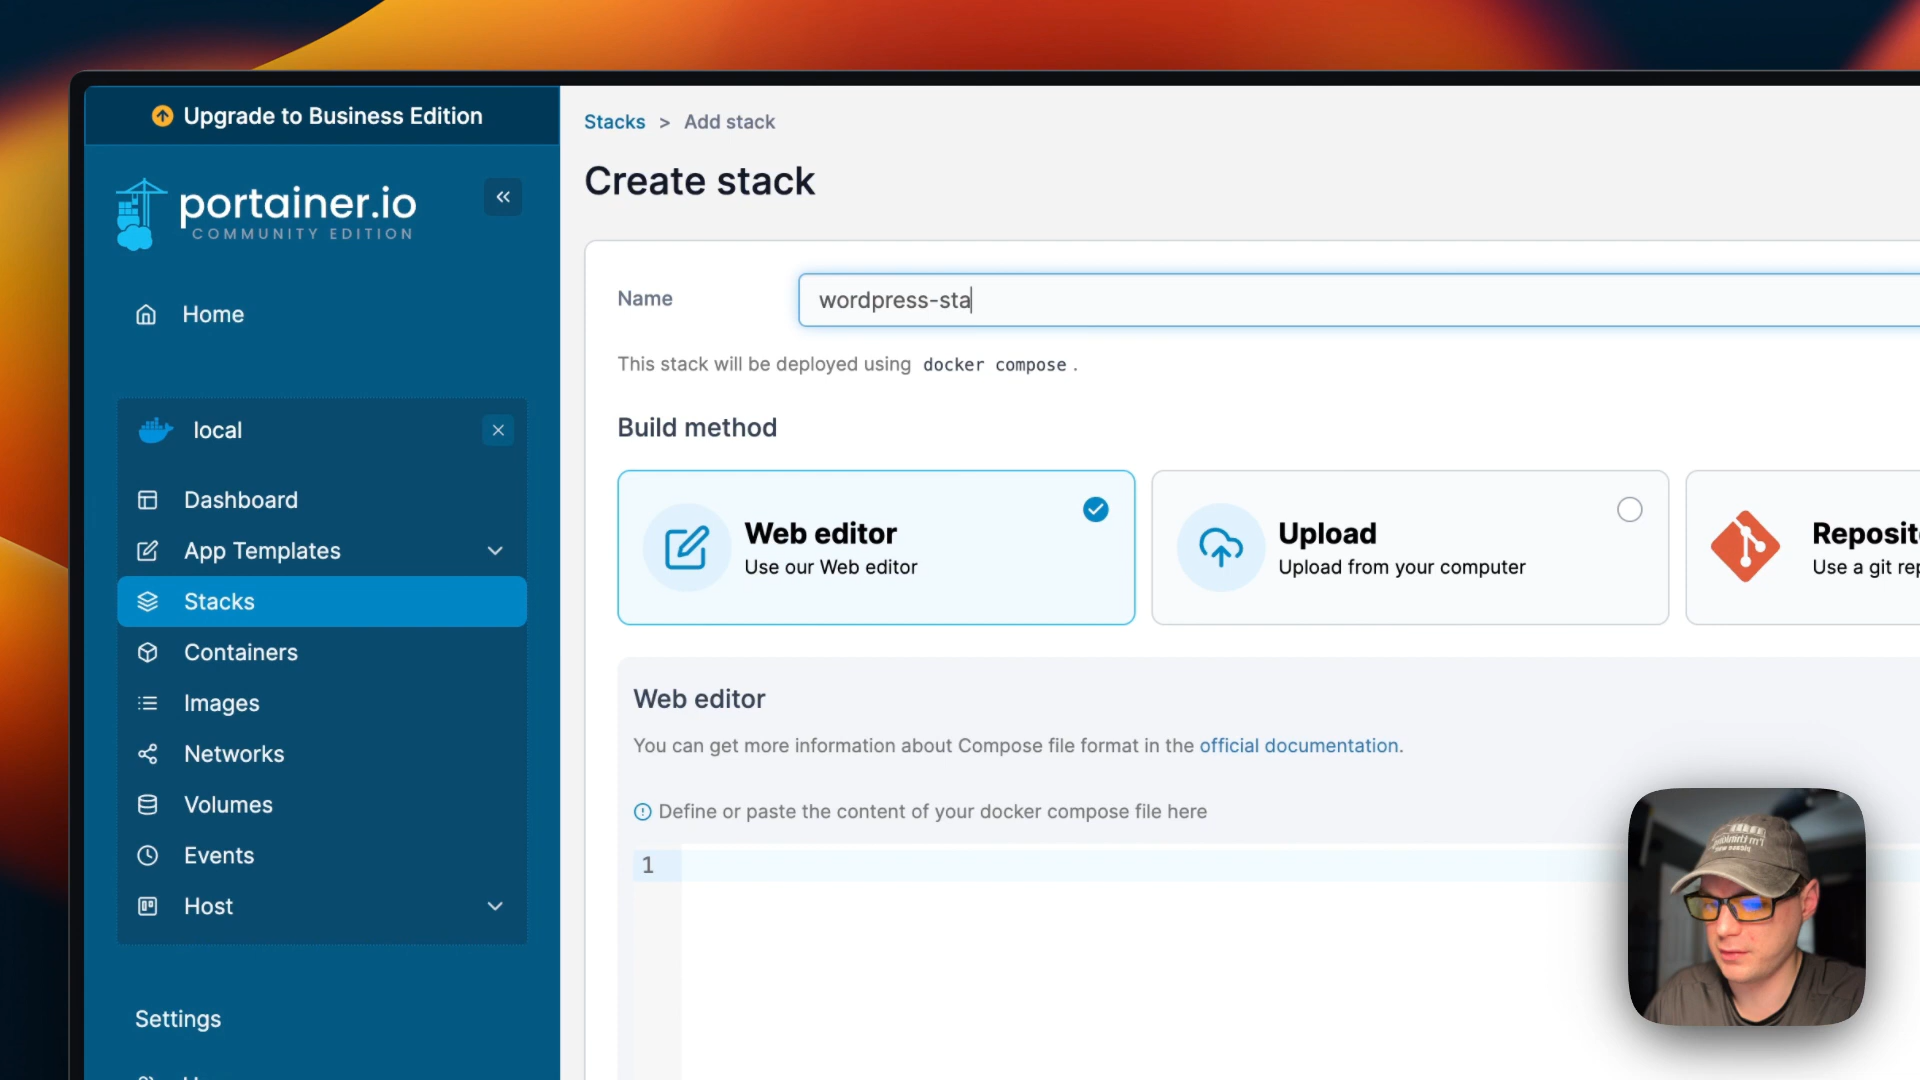 Upgrade to Business Edition
portainer.io
COMMUNITY EDITION
Home
local
Dashboard
App Templates
Stacks
Containers
Images
Networks
Volumes
Events
Host
Settings
Stacks > Add stack
Create stack
Name
wordpress-sta
This stack will be deployed using docker compose .
Build method
Web editor
Use our Web editor
Upload
Upload from your computer
Reposit
Use a git rep
Web editor
You can get more information about Compose file format in the official documentation.
Define or paste the content of your docker compose file here
1